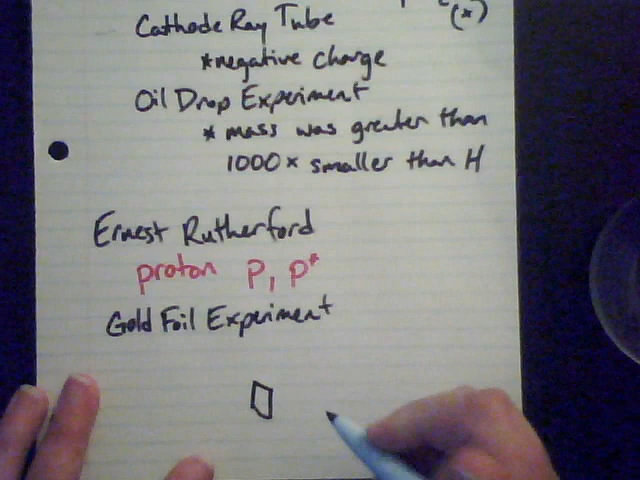 (*)
Cathode Ray Tube
*negative charge
Oil Drop Experiment
* mass was greater than
1000 x smaller than H
Ernest Rutherford
proton P, P*
Gold Foil Experiment